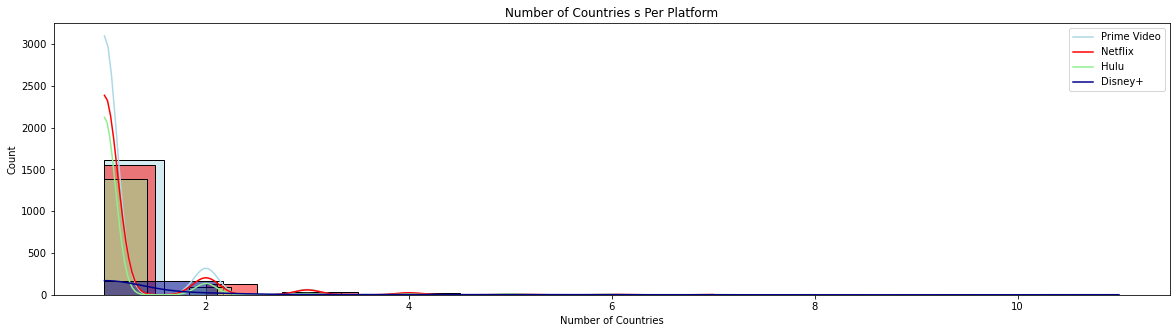 Number of Countries s Per Platform
Prime Video
Netflix
Hulu
Disney+
Count
3000
2500
2000
1500
1000
500
0
2
4
6
8
10
Number of Countries